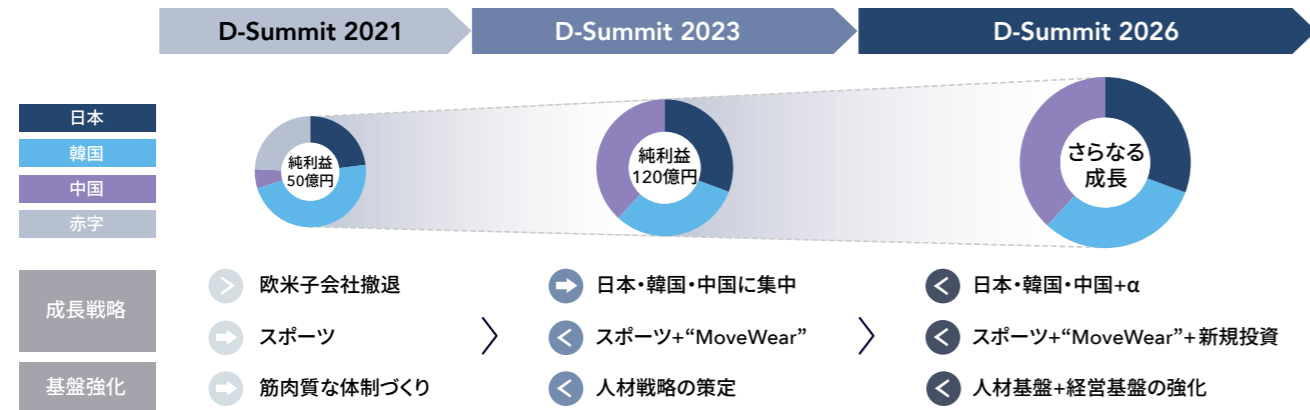 D-Summit 2021
D-Summit 2023
D-Summit 2026
日本
韓国
中国
赤字
純利益
50億円
純利益
120億円
さらなる
成長
成長戦略
欧米子会社撤退
日本・韓国・中国に集中
日本・韓国・中国+α
スポーツ
スポーツ+“MoveWear”
スポーツ+“MoveWear”+新規投資
基盤強化
筋肉質な体制づくり
人材戦略の策定
人材基盤+経営基盤の強化